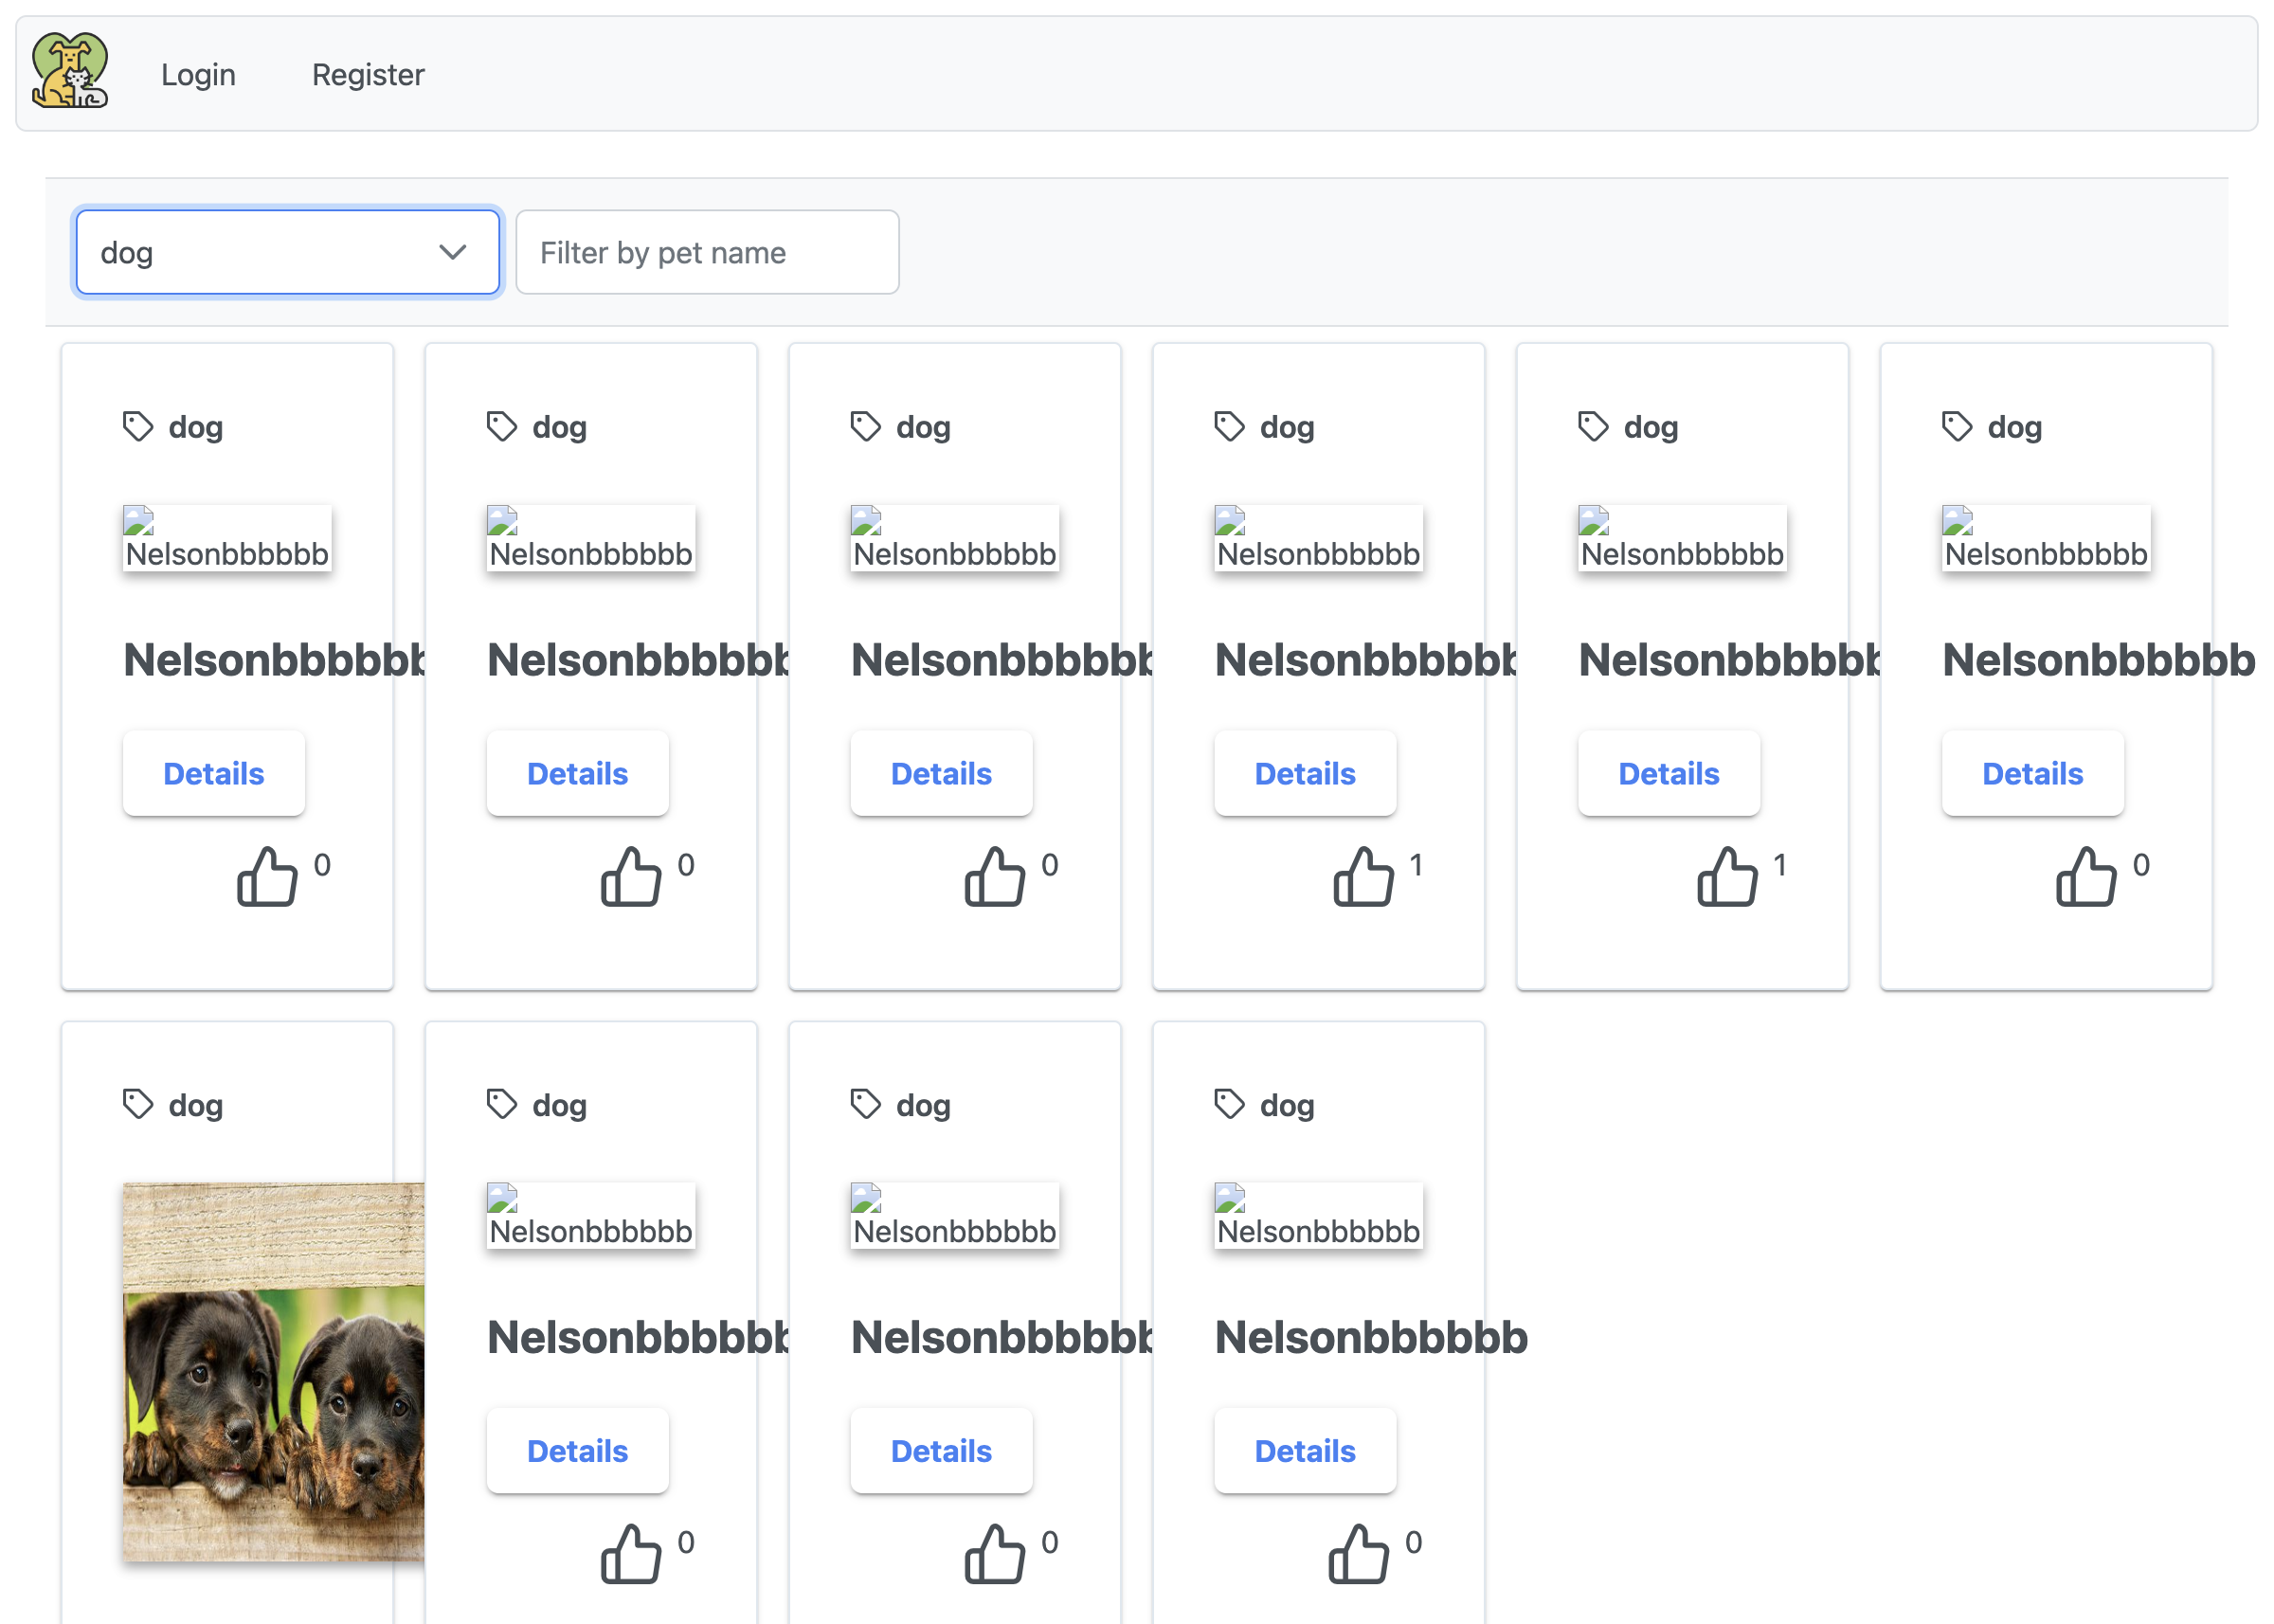 Login Register
dog Filter by pet name
dog dog dog dog dog dog
Nelsonbbbbbb Nelsonbbbbbb Nelsonbbbbbb Nelsonbbbbbb Nelsonbbbbbb Nelsonbbbbbb
Nelsonbbbbbb Nelsonbbbbbb Nelsonbbbbbb Nelsonbbbbbb Nelsonbbbbbb Nelsonbbbbbb
Details Details Details Details Details Details
0 0 0 1 1 0
dog dog dog dog
Nelsonbbbbbb Nelsonbbbbbb Nelsonbbbbbb
Nelsonbbbbbb Nelsonbbbbbb Nelsonbbbbbb
Details Details Details
0 0 0